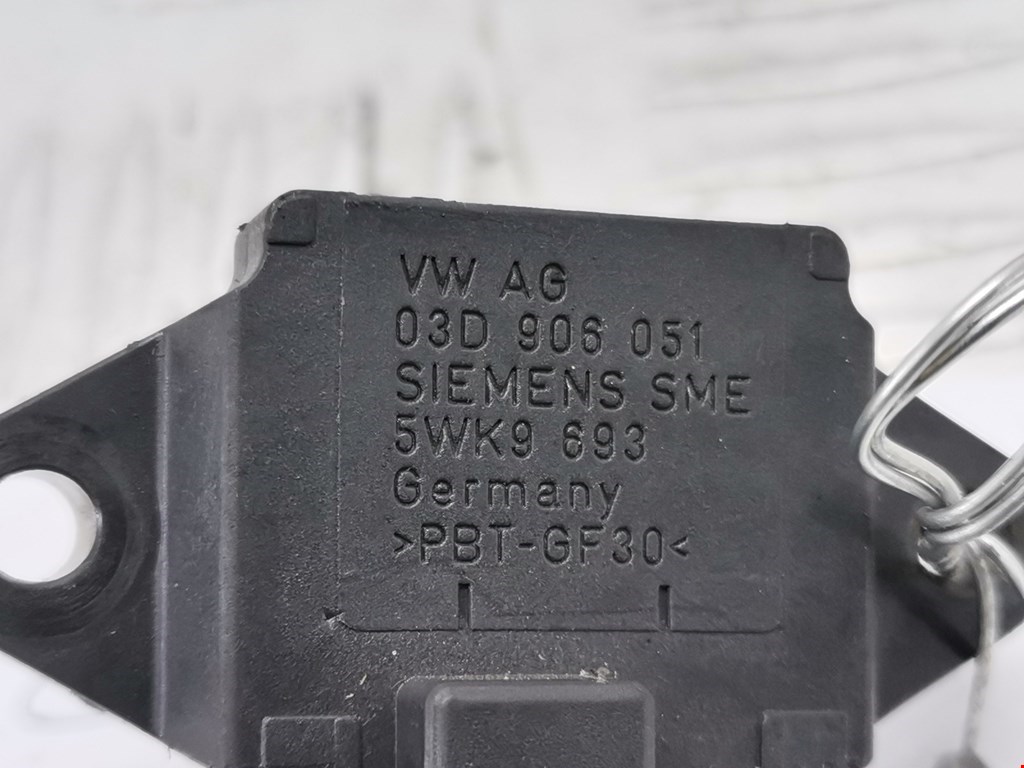 VW AG
03D 906 051
SIEMENS SME
5WK9 693
Germany
>PBT-GF30<